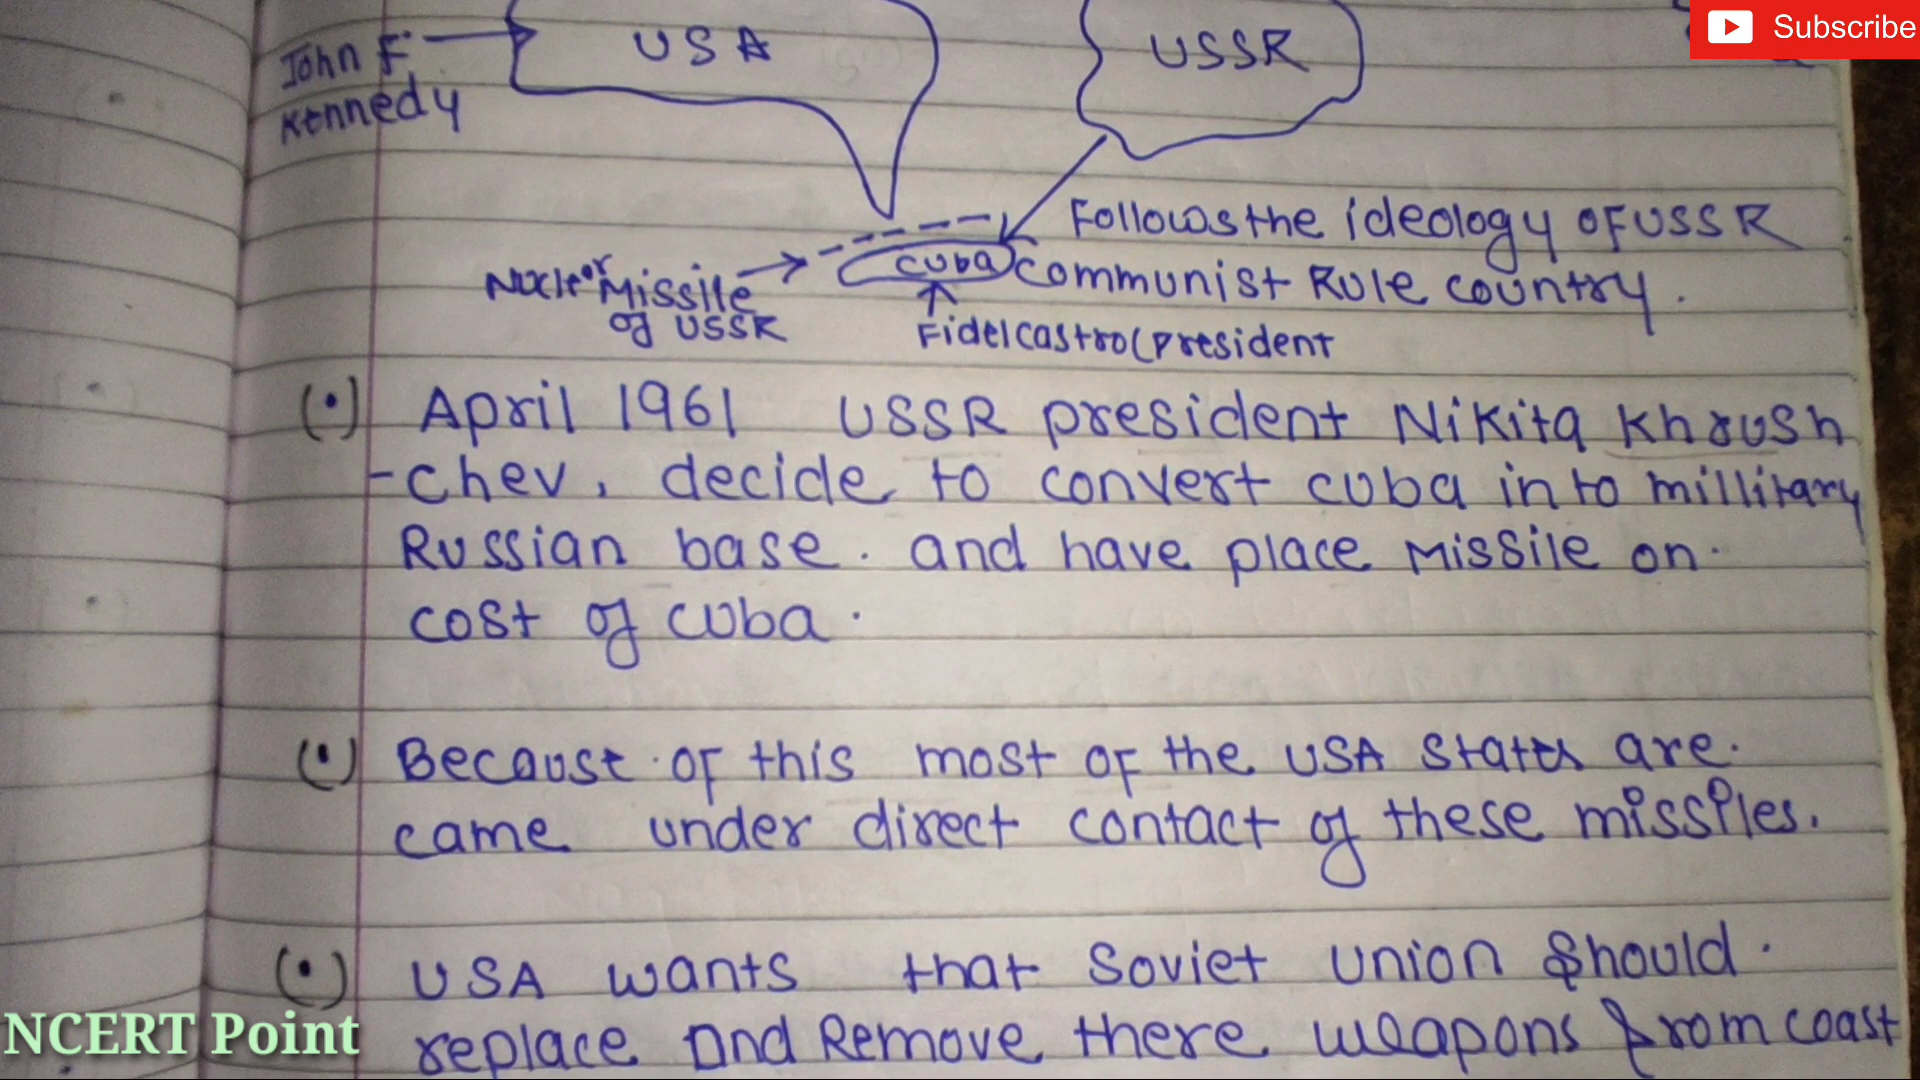 Subscribe
USA
USSR
John F.
Kennedy
Follows the ideology of USSR
Nuclear Missile
of USSR
cuba
Communist Rule country.
Fidel castro (president
(•) April 1961 USSR president Nikita Khrush
-chev, decide to convert cuba into millitary
Russian base. and have place Missile on.
cost of cuba.
(•) Because of this most of the USA States are.
came under direct contact of these missiles.
(•) USA wants that Soviet Union Should.
replace and Remove there weapons from coast
NCERT Point